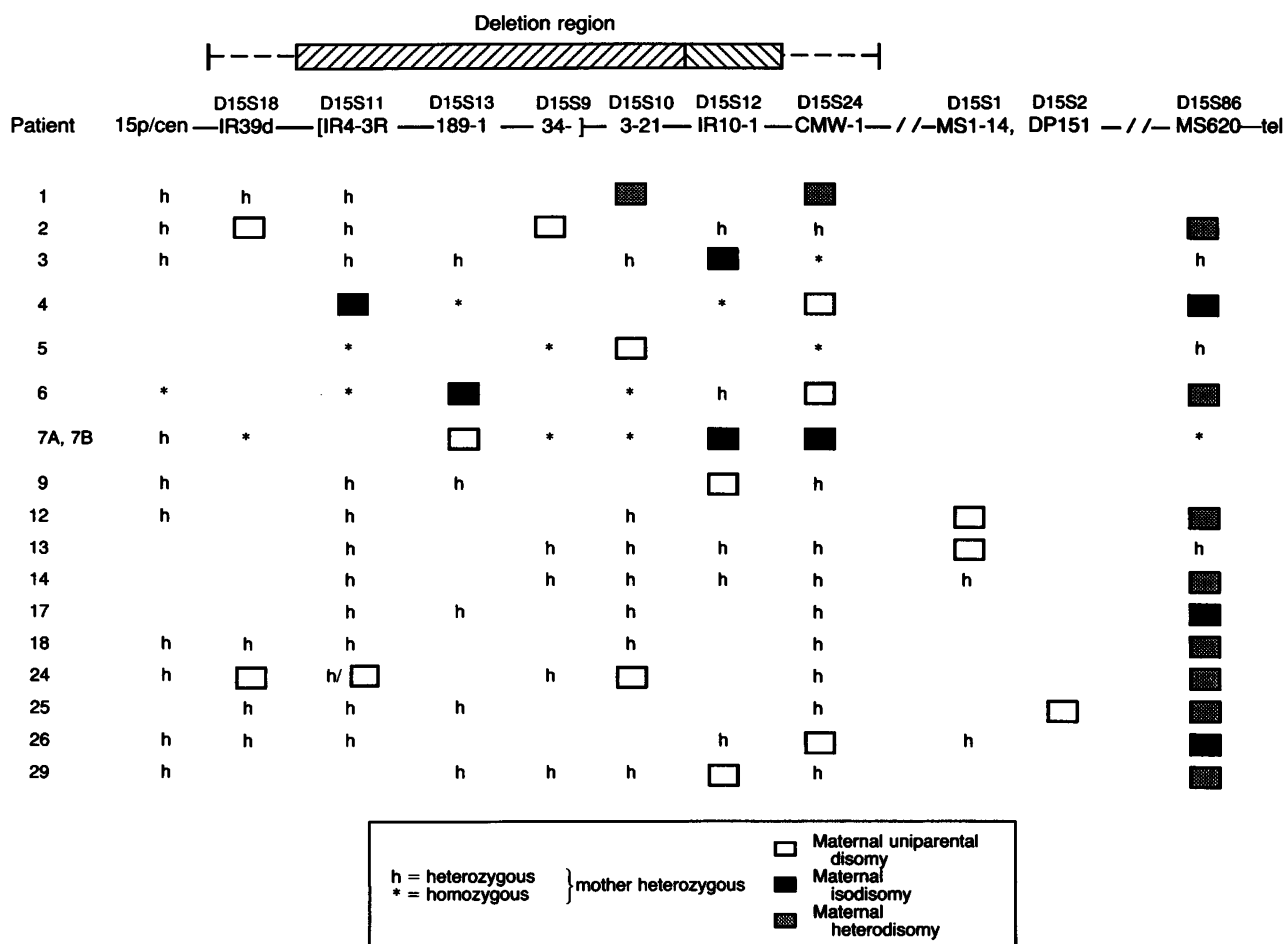 Deletion region
D15S18 D15S11 D15S13 D15S9 D15S10 D15S12 D15S24 D15S1 D15S2 D15S86
Patient 15p/cen —IR39d— [IR4-3R — 189-1 — 34- ]— 3-21 — IR10-1 — CMW-1 — // — MS1-14, DP151 — // — MS620—tel
1 h h h
2 h h h h
3 h h h h * h
4 * *
5 * * * h
6 * * * h
7A, 7B h * * * *
9 h h h h
12 h h h
13 h h h h h h
14 h h h h h h
17 h h h h
18 h h h h h
24 h h/ h h
25 h h h h
26 h h h h h
29 h h h h h
h = heterozygous
* = homozygous
} mother heterozygous
Maternal uniparental
disomy
Maternal
isodisomy
Maternal
heterodisomy